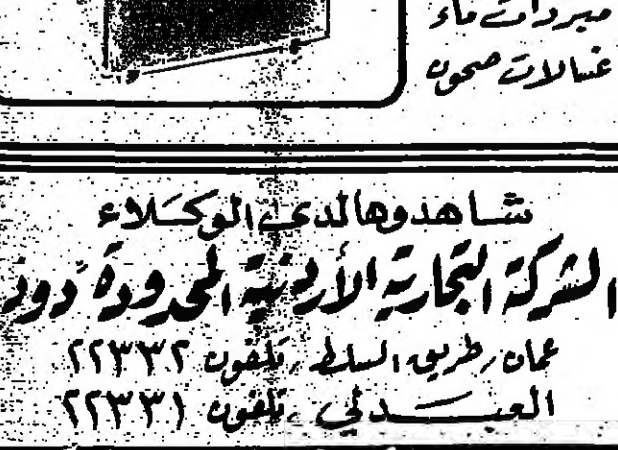 مبردات ماء
غسالات صحون
شاهدوها لدى الوكلاء
الشركة التجارية الأردنية المحدودة دود
عمان، طريق السلط، تلفون ٢٢٣٣٢
العبدلي، تلفون ٢٢٣٣١